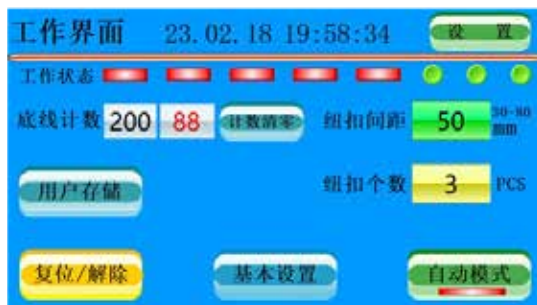 工作界面 23.02.18 19:58:34 设 置
工作状态
底线计数 200 88 计数清零 纽扣间距 50 30-80 mm
用户存储 纽扣个数 3 PCS
复位/解除 基本设置 自动模式